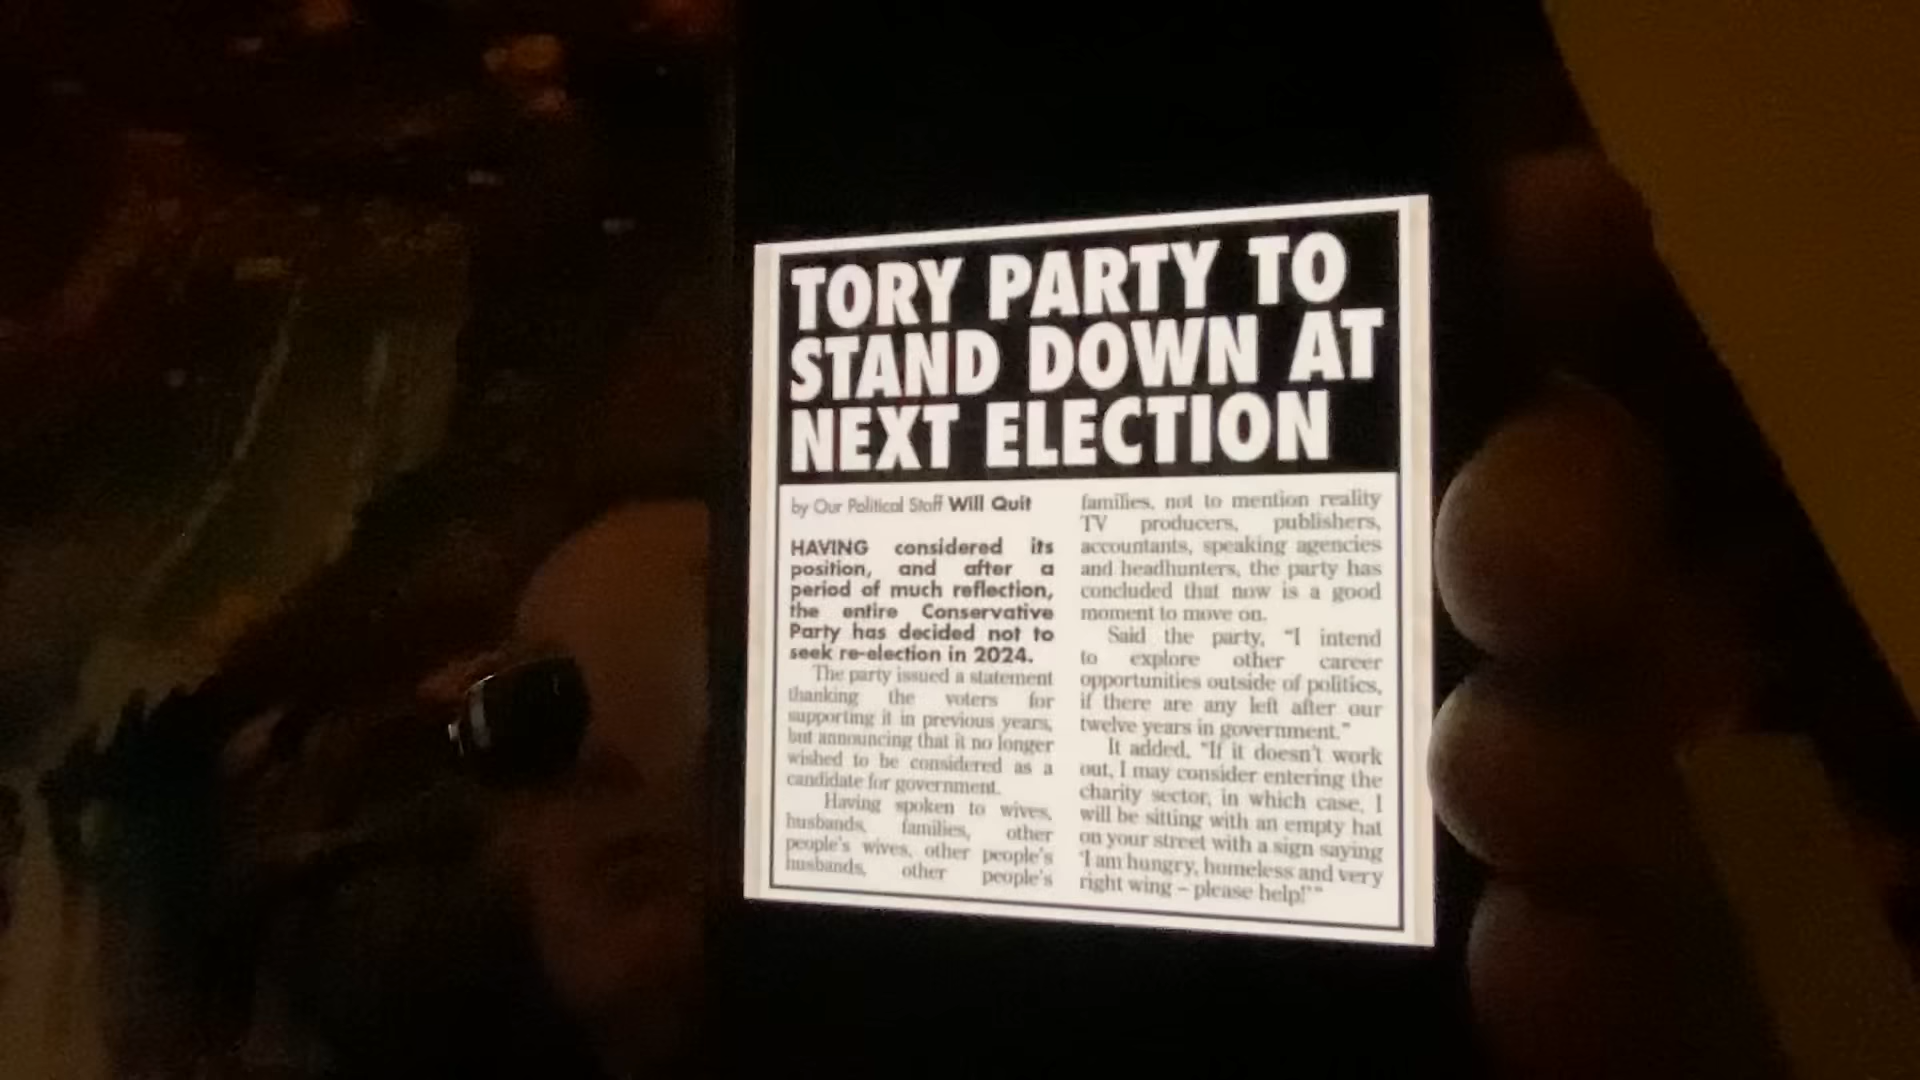 TORY PARTY TO
STAND DOWN AT
NEXT ELECTION
by Our Political Staff Will Quit
HAVING considered its
position, and after a
period of much reflection,
the entire Conservative
Party has decided not to
seek re-election in 2024.
The party issued a statement
thanking the voters for
supporting it in previous years,
but announcing that it no longer
wished to be considered as a
candidate for government.
Having spoken to wives,
husbands, families, other
people's wives, other people's
husbands, other people's
families, not to mention reality
TV producers, publishers,
accountants, speaking agencies
and headhunters, the party has
concluded that now is a good
moment to move on.
Said the party, "I intend
to explore other career
opportunities outside of politics,
if there are any left after our
twelve years in government."
It added, "If it doesn't work
out, I may consider entering the
charity sector, in which case, I
will be sitting with an empty hat
on your street with a sign saying
'I am hungry, homeless and very
right wing – please help!'"